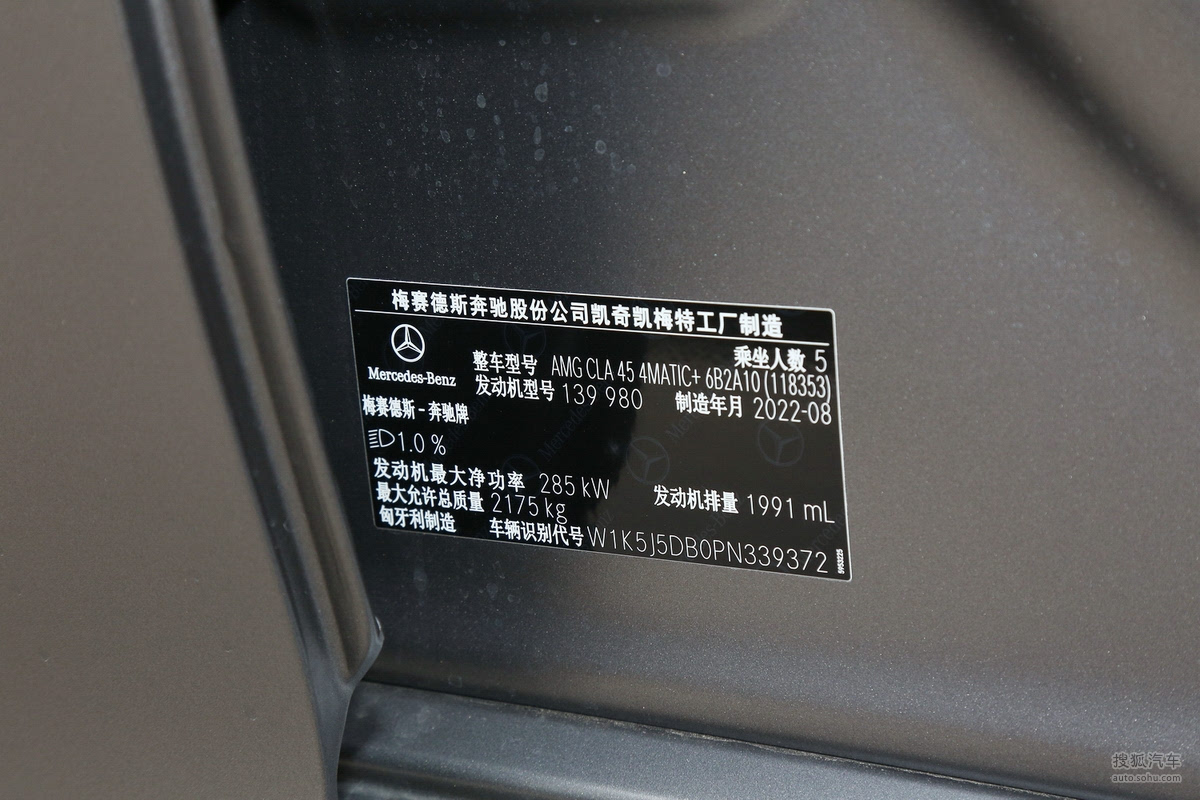 梅赛德斯奔驰股份公司凯奇凯梅特工厂制造
乘坐人数 5
Mercedes-Benz
整车型号 AMG CLA 45 4MATIC+ 6B2A10 (118353)
发动机型号 139 980 制造年月 2022-08
梅赛德斯-奔驰牌
1.0 %
发动机最大净功率 285 kW 发动机排量 1991 mL
最大允许总质量 2175 kg
匈牙利制造 车辆识别代号 W1K5J5DB0PN339372
5953225
搜狐汽车
auto.sohu.com